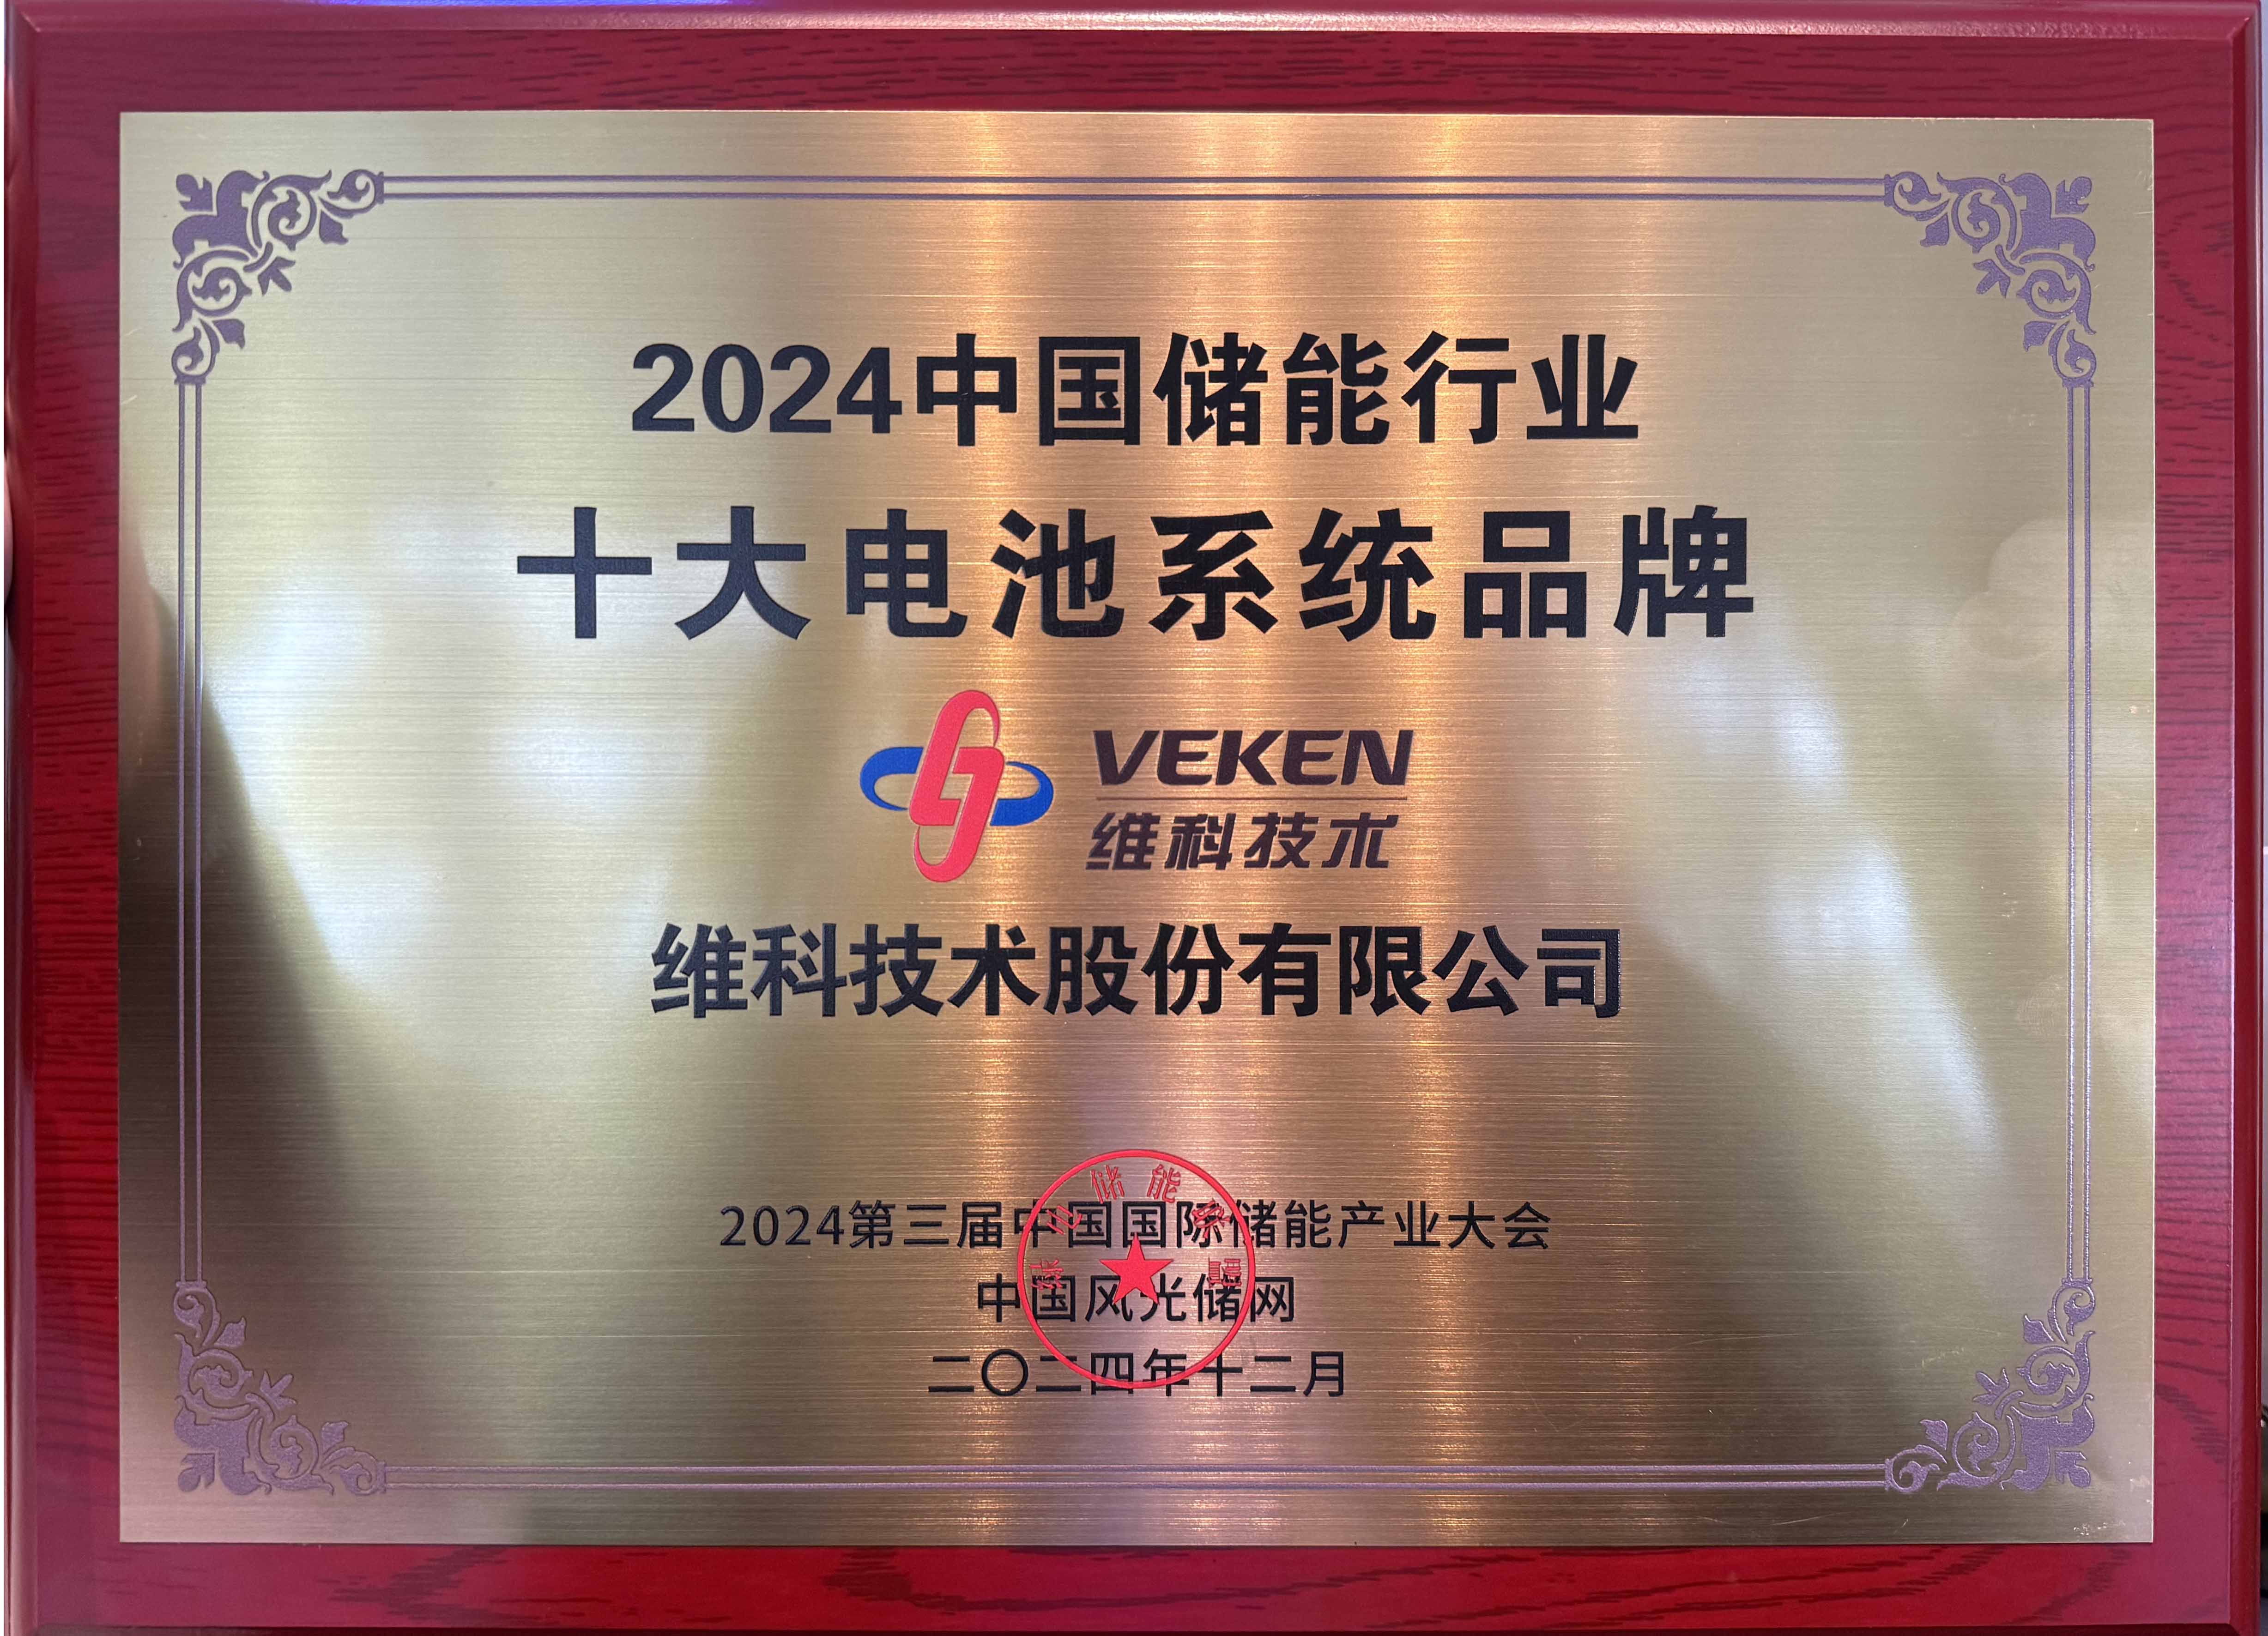 2024中国储能行业
十大电池系统品牌
VEKEN
维科技术
维科技术股份有限公司
储能
2024第三届中国国际储能产业大会
中国风光储网
二〇二四年十二月